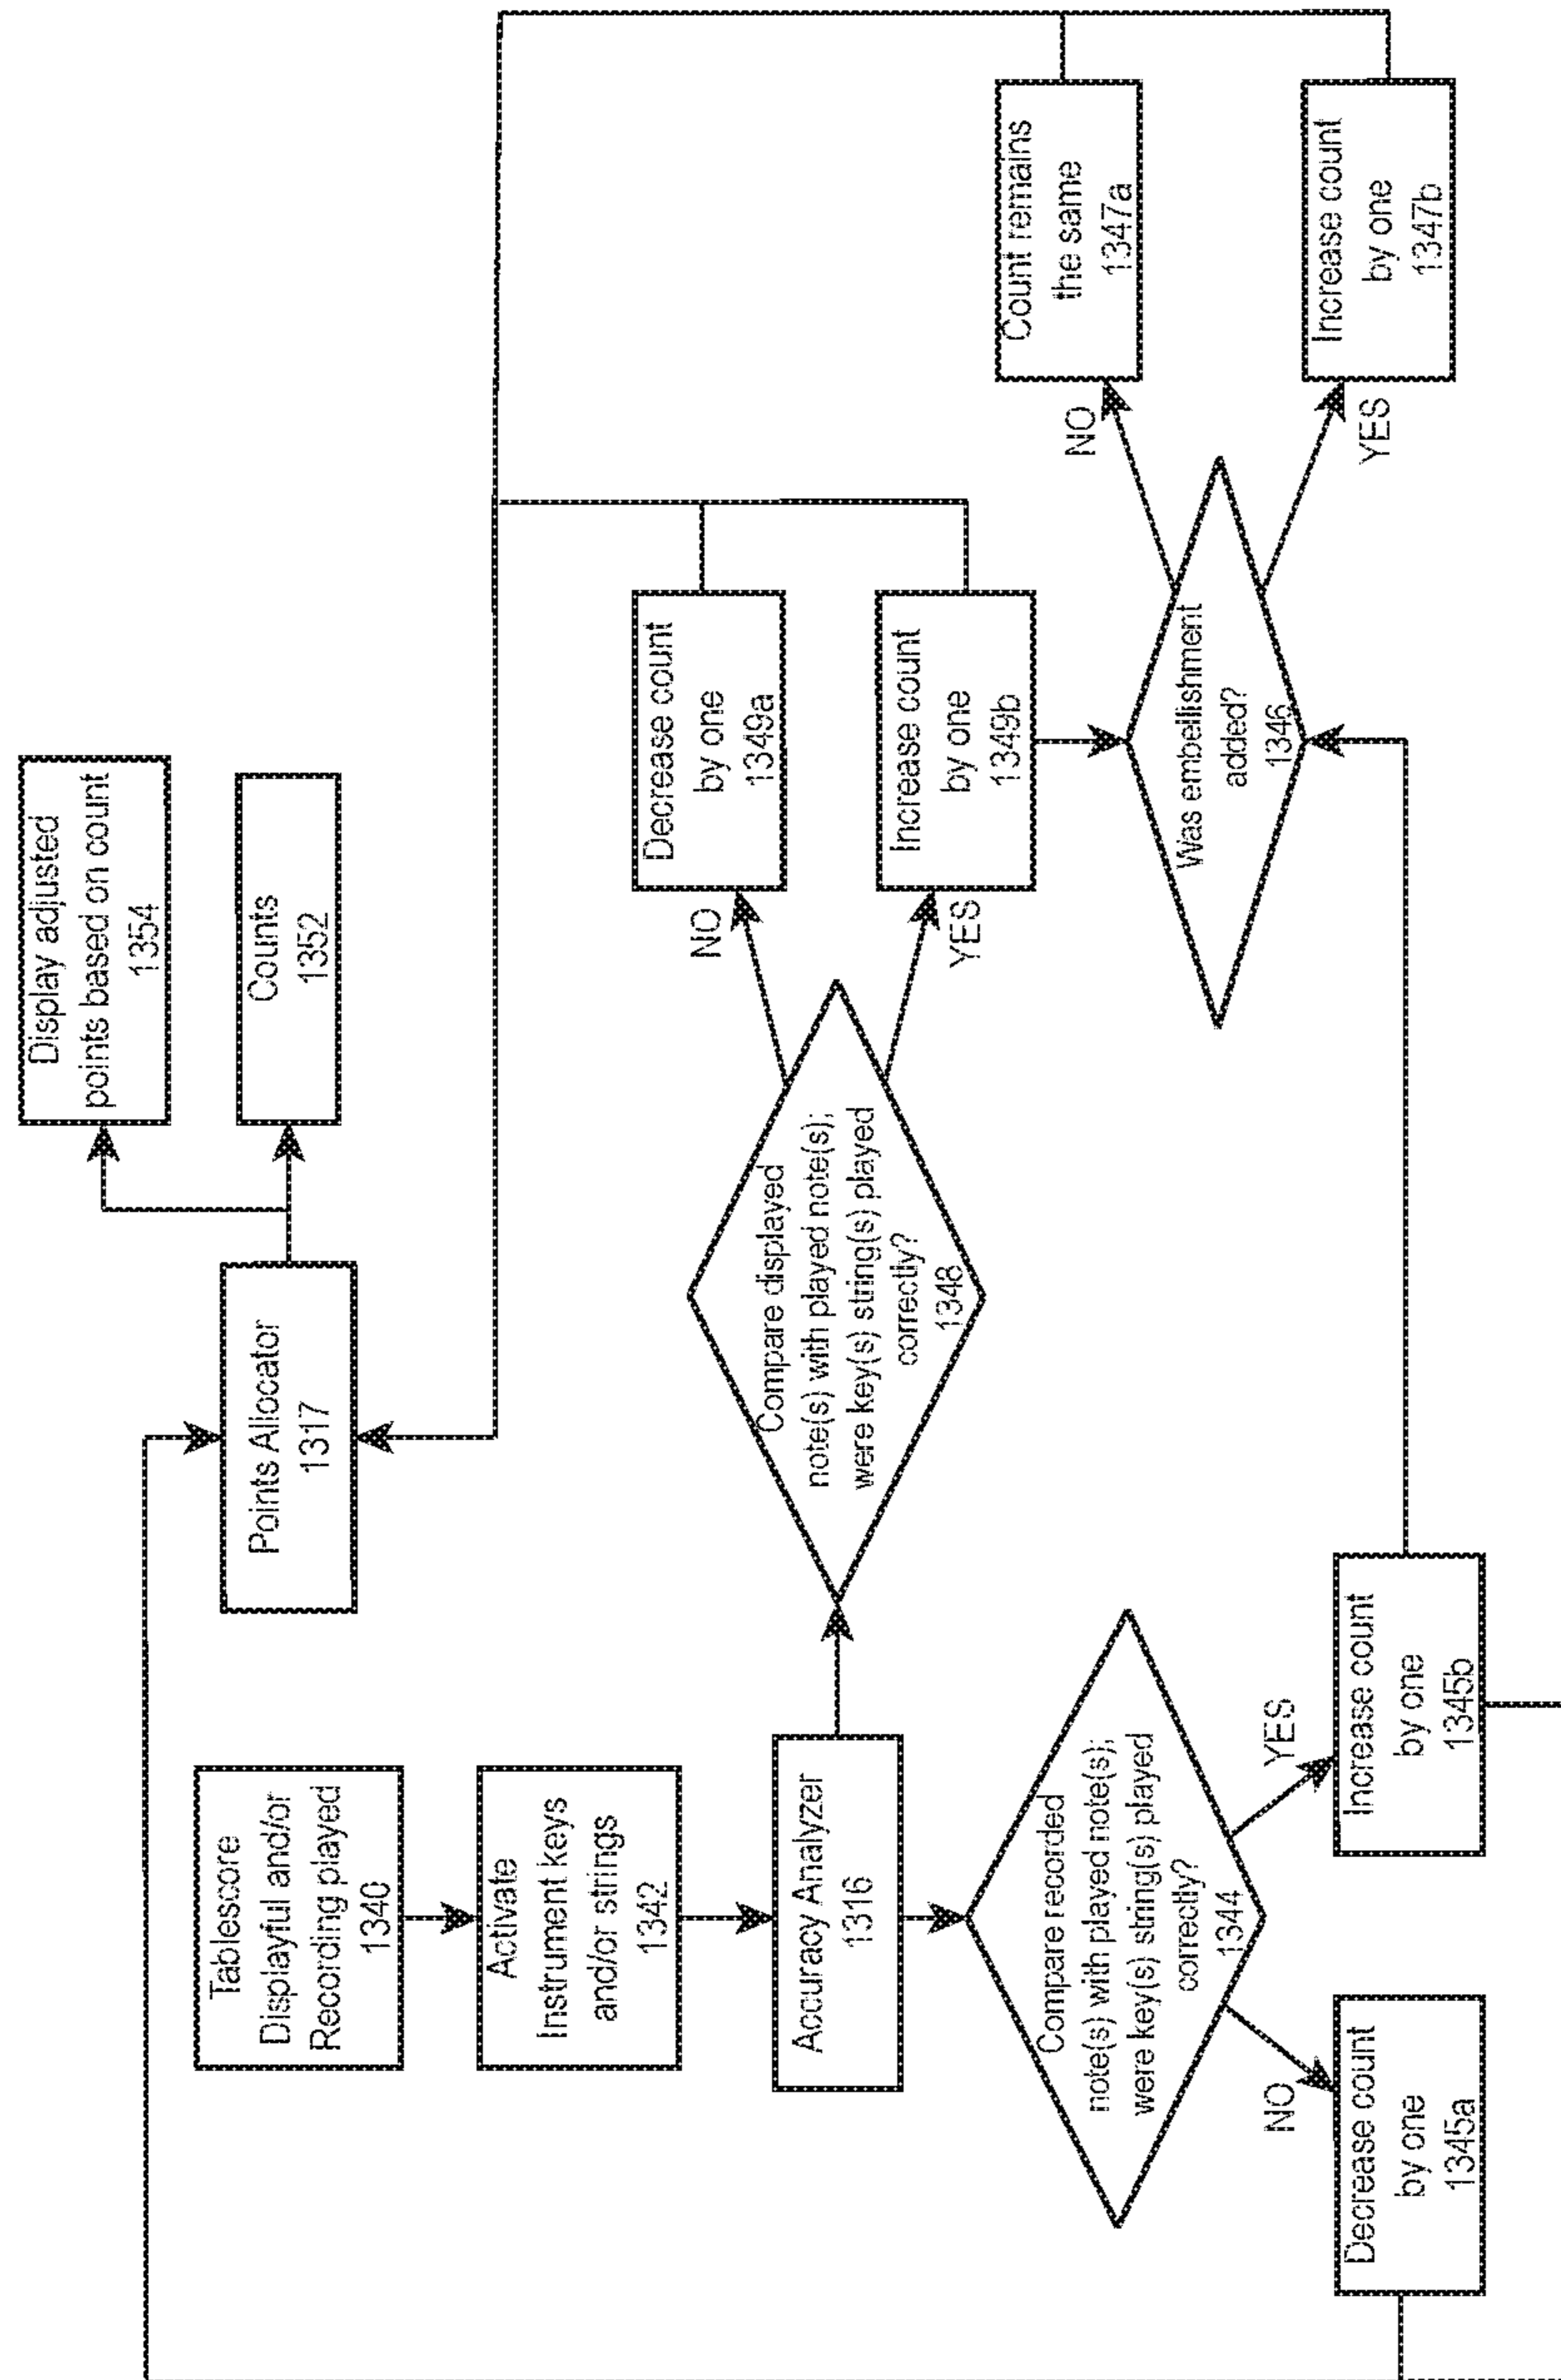 Tablescore
Displayful and/or
Recording played
1340
Activate
Instrument keys
and/or strings
1342
Accuracy Analyzer
1316
Compare recorded
note(s) with played note(s);
were key(s) string(s) played
correctly?
1344
NO
YES
Decrease count
by one
1345a
Increase count
by one
1345b
Points Allocator
1317
Display adjusted
points based on count
1354
Counts
1352
Compare displayed
note(s) with played note(s);
were key(s) string(s) played
correctly?
1348
NO
YES
Decrease count
by one
1349a
Increase count
by one
1349b
Was embellishment
added?
1346
NO
YES
Count remains
the same
1347a
Increase count
by one
1347b